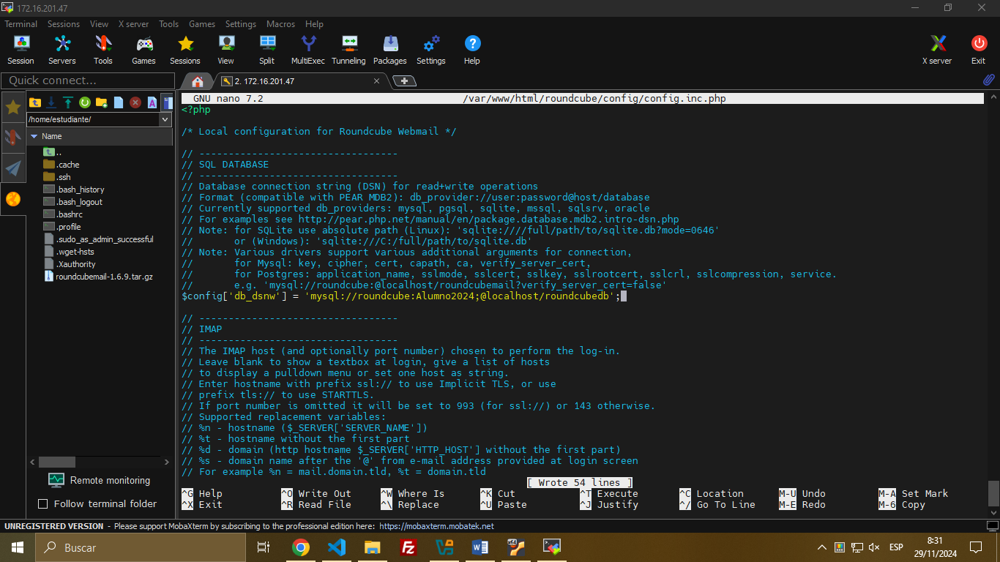 172.16.201.47
Terminal Sessions View X server Tools Games Settings Macros Help
Session Servers Tools Games Sessions View Split MultiExec Tunneling Packages Settings Help X server Exit
Quick connect...
2. 172.16.201.47
/home/estudiante/
Name
..
.cache
.ssh
.bash_history
.bash_logout
.bashrc
.profile
.sudo_as_admin_successful
.wget-hsts
.Xauthority
roundcubemail-1.6.9.tar.gz
Remote monitoring
Follow terminal folder
GNU nano 7.2 /var/www/html/roundcube/config/config.inc.php
<?php
/* Local configuration for Roundcube Webmail */
// ----------------------------------
// SQL DATABASE
// ----------------------------------
// Database connection string (DSN) for read+write operations
// Format (compatible with PEAR MDB2): db_provider://user:password@host/database
// Currently supported db_providers: mysql, pgsql, sqlite, mssql, sqlsrv, oracle
// For examples see http://pear.php.net/manual/en/package.database.mdb2.intro-dsn.php
// Note: for SQLite use absolute path (Linux): 'sqlite:////full/path/to/sqlite.db?mode=0646'
//       or (Windows): 'sqlite:///C:/full/path/to/sqlite.db'
// Note: Various drivers support various additional arguments for connection,
//       for Mysql: key, cipher, cert, capath, ca, verify_server_cert,
//       for Postgres: application_name, sslmode, sslcert, sslkey, sslrootcert, sslcrl, sslcompression, service.
//       e.g. 'mysql://roundcube:@localhost/roundcubemail?verify_server_cert=false'
$config['db_dsnw'] = 'mysql://roundcube:Alumno2024;@localhost/roundcubedb';
// ----------------------------------
// IMAP
// ----------------------------------
// The IMAP host (and optionally port number) chosen to perform the log-in.
// Leave blank to show a textbox at login, give a list of hosts
// to display a pulldown menu or set one host as string.
// Enter hostname with prefix ssl:// to use Implicit TLS, or use
// prefix tls:// to use STARTTLS.
// If port number is omitted it will be set to 993 (for ssl://) or 143 otherwise.
// Supported replacement variables:
// %n - hostname ($_SERVER['SERVER_NAME'])
// %t - hostname without the first part
// %d - domain (http hostname $_SERVER['HTTP_HOST'] without the first part)
// %s - domain name after the '@' from e-mail address provided at login screen
// For example %n = mail.domain.tld, %t = domain.tld
[ Wrote 54 lines ]
^G Help ^O Write Out ^W Where Is ^K Cut ^T Execute ^C Location M-U Undo M-A Set Mark
^X Exit ^R Read File ^\ Replace ^U Paste ^J Justify ^/ Go To Line M-E Redo M-6 Copy
UNREGISTERED VERSION - Please support MobaXterm by subscribing to the professional edition here: https://mobaxterm.mobatek.net
Buscar
ESP
8:31
29/11/2024